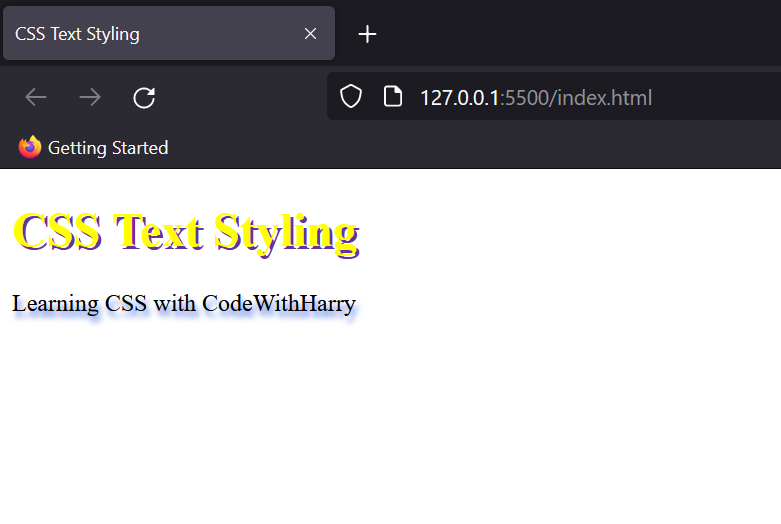 CSS Text Styling
127.0.0.1:5500/index.html
Getting Started
CSS Text Styling
Learning CSS with CodeWithHarry